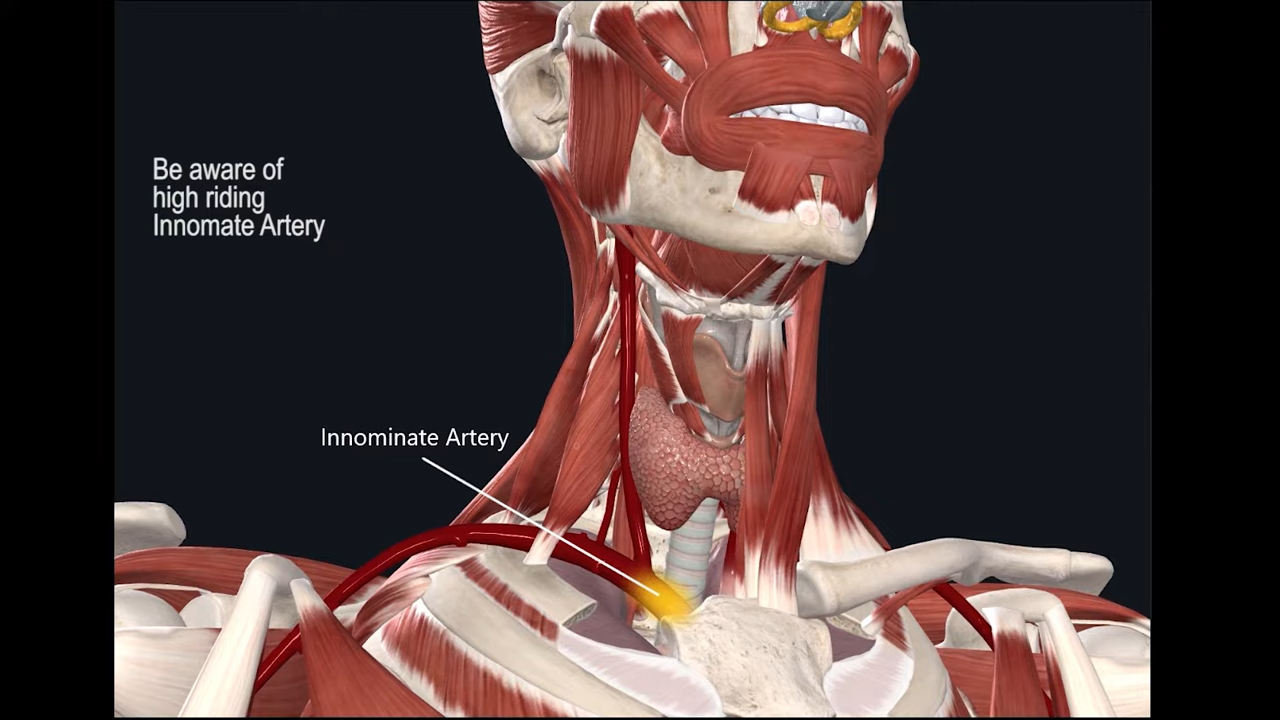 Be aware of
high riding
Innomate Artery
Innominate Artery